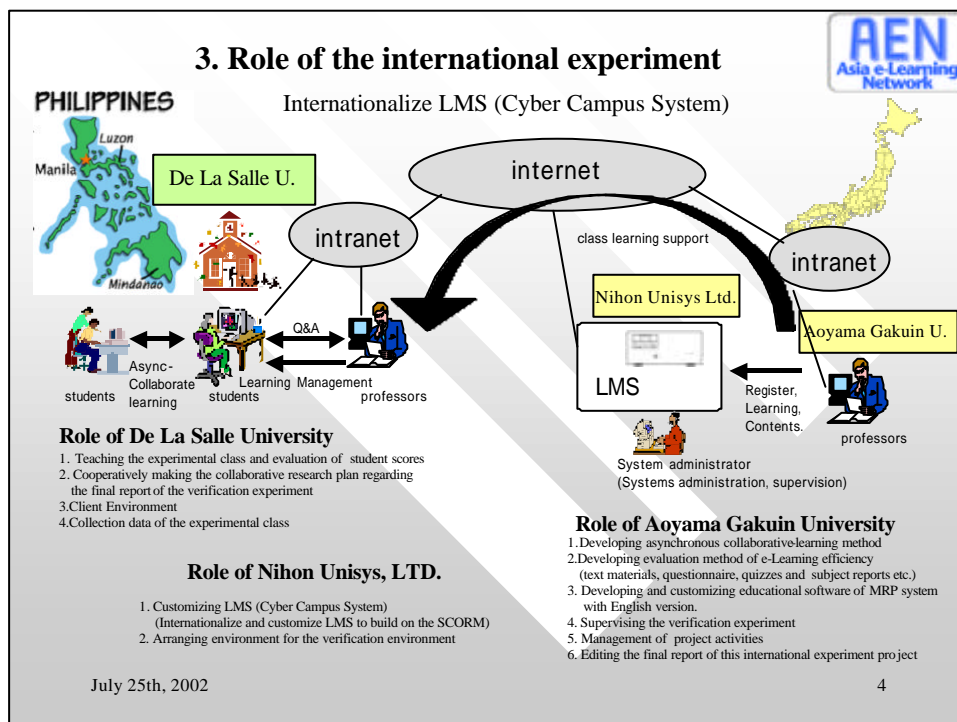 3. Role of the international experiment
AEN
Asia e-Learning
Network
Internationalize LMS (Cyber Campus System)
PHILIPPINES
Luzon
Manila
Mindanao
De La Salle U.
internet
intranet
class learning support
intranet
Nihon Unisys Ltd.
Aoyama Gakuin U.
LMS
Q&A
Async-
Collaborate
learning
students
students
Learning Management
professors
Register,
Learning,
Contents.
professors
System administrator
(Systems administration, supervision)
Role of De La Salle University
1. Teaching the experimental class and evaluation of student scores
2. Cooperatively making the collaborative research plan regarding
the final report of the verification experiment
3.Client Environment
4.Collection data of the experimental class
Role of Nihon Unisys, LTD.
1. Customizing LMS (Cyber Campus System)
(Internationalize and customize LMS to build on the SCORM)
2. Arranging environment for the verification environment
Role of Aoyama Gakuin University
1.Developing asynchronous collaborative-learning method
2.Developing evaluation method of e-Learning efficiency
(text materials, questionnaire, quizzes and subject reports etc.)
3. Developing and customizing educational software of MRP system
with English version.
4. Supervising the verification experiment
5. Management of project activities
6. Editing the final report of this international experiment project
July 25th, 2002
4